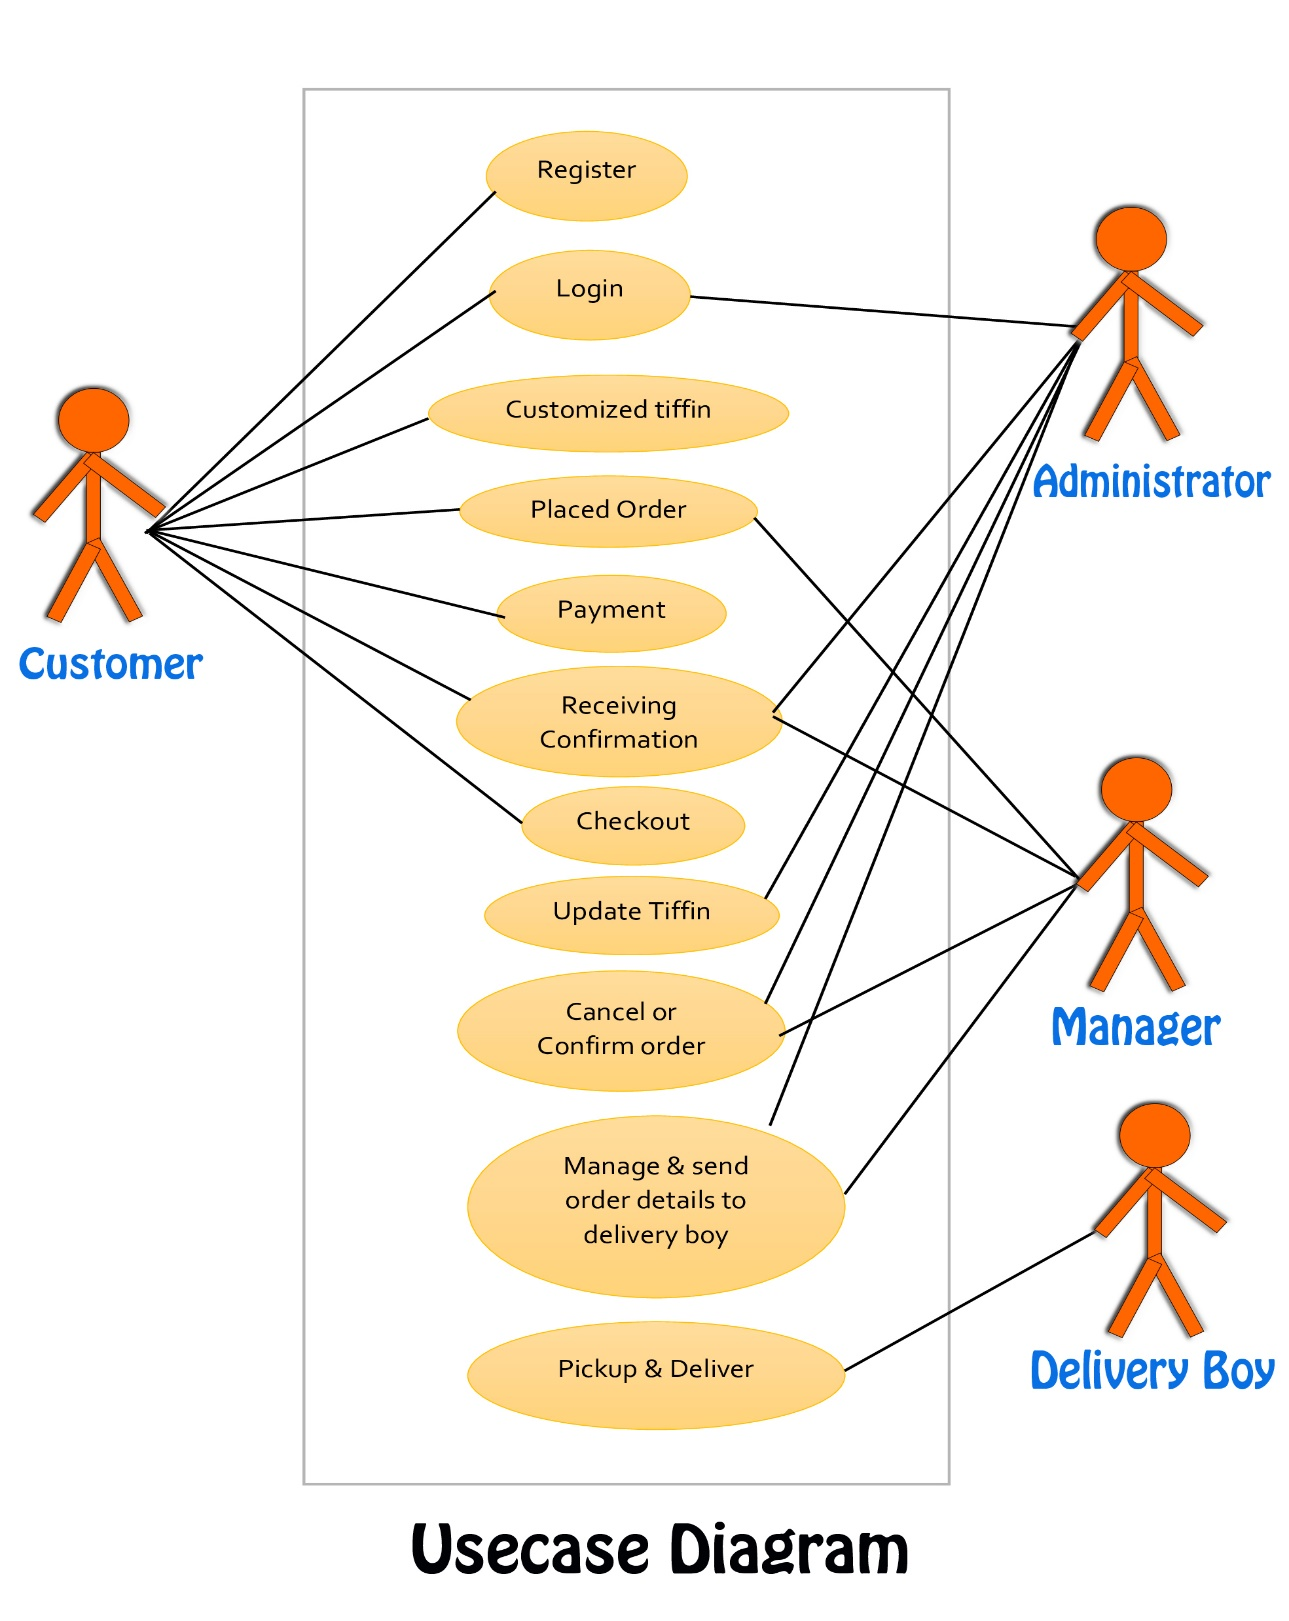 Register
Login
Customized tiffin
Placed Order
Payment
Receiving
Confirmation
Checkout
Update Tiffin
Cancel or
Confirm order
Manage & send
order details to
delivery boy
Pickup & Deliver
Customer
Administrator
Manager
Delivery Boy
Usecase Diagram